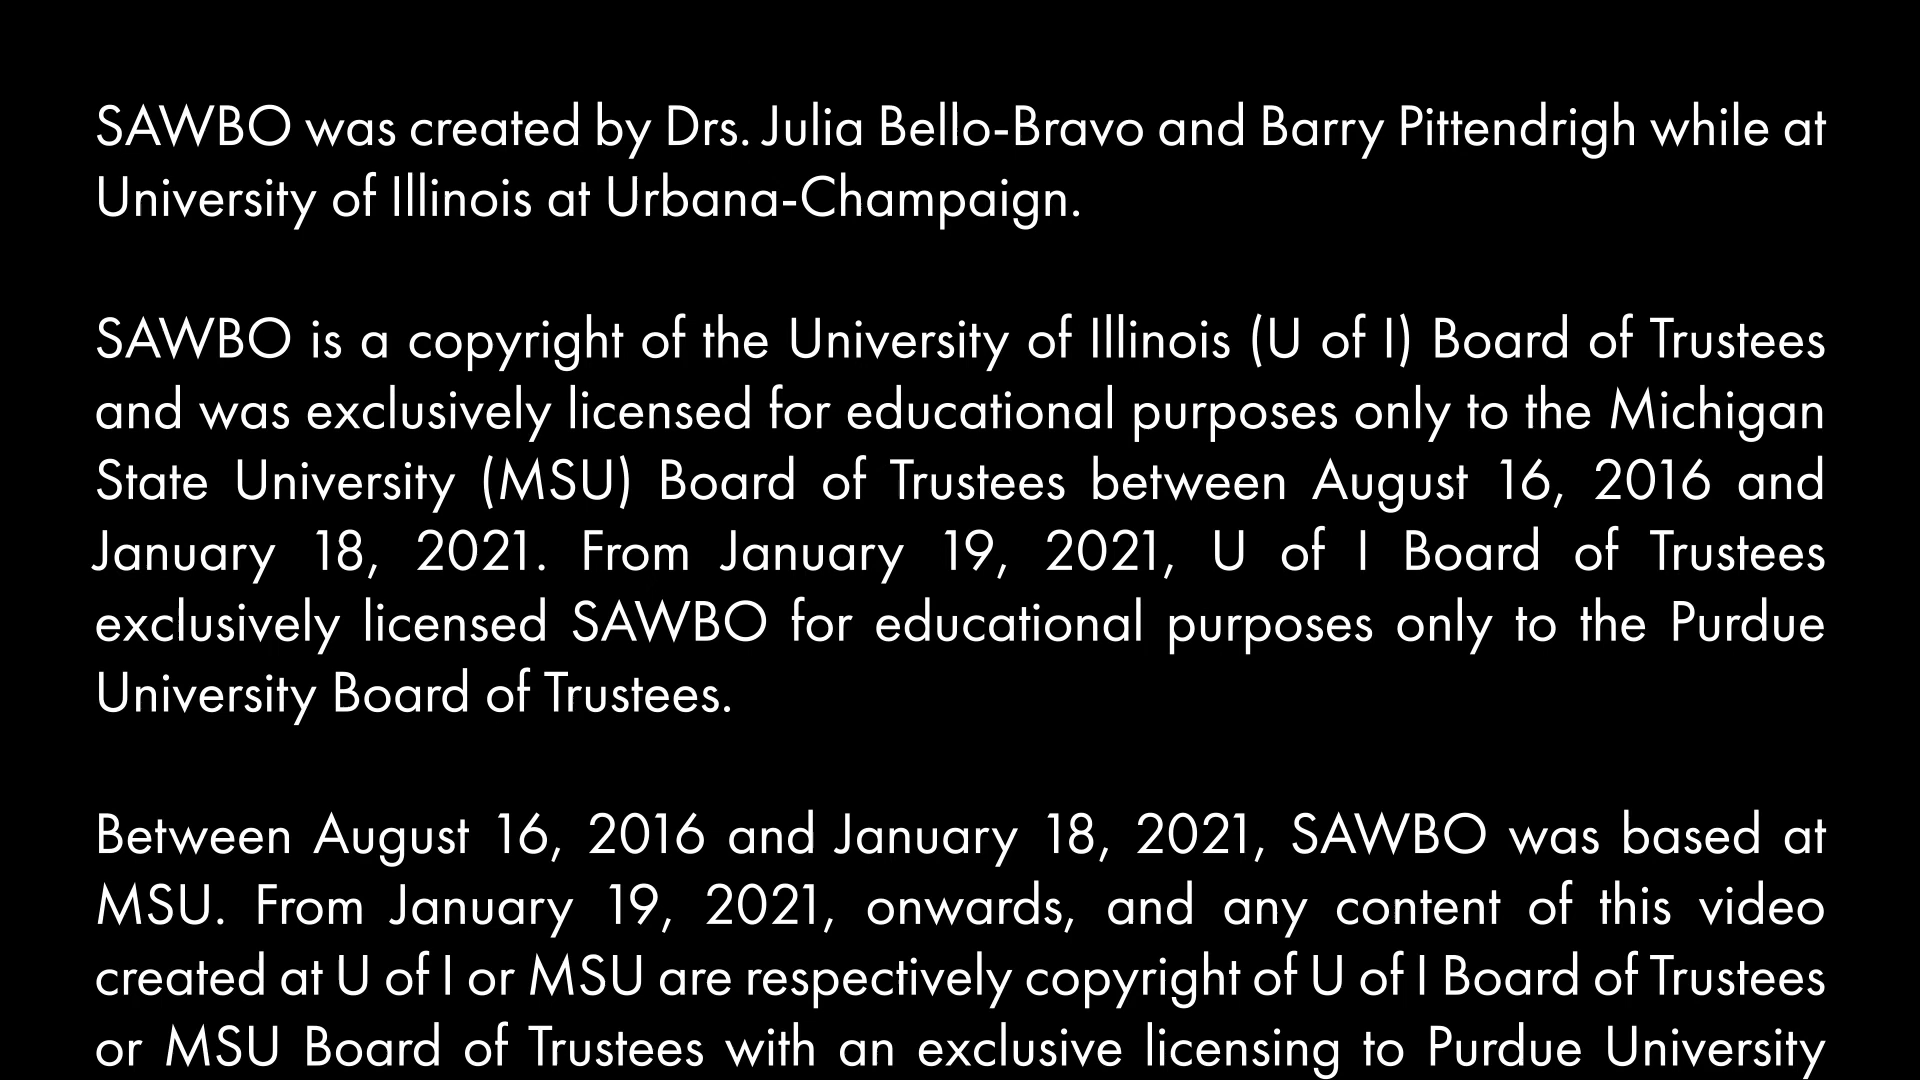 SAWBO was created by Drs. Julia Bello-Bravo and Barry Pittendrigh while at
University of Illinois at Urbana-Champaign.
SAWBO is a copyright of the University of Illinois (U of I) Board of Trustees
and was exclusively licensed for educational purposes only to the Michigan
State University (MSU) Board of Trustees between August 16, 2016 and
January 18, 2021. From January 19, 2021, U of I Board of Trustees
exclusively licensed SAWBO for educational purposes only to the Purdue
University Board of Trustees.
Between August 16, 2016 and January 18, 2021, SAWBO was based at
MSU. From January 19, 2021, onwards, and any content of this video
created at U of I or MSU are respectively copyright of U of I Board of Trustees
or MSU Board of Trustees with an exclusive licensing to Purdue University